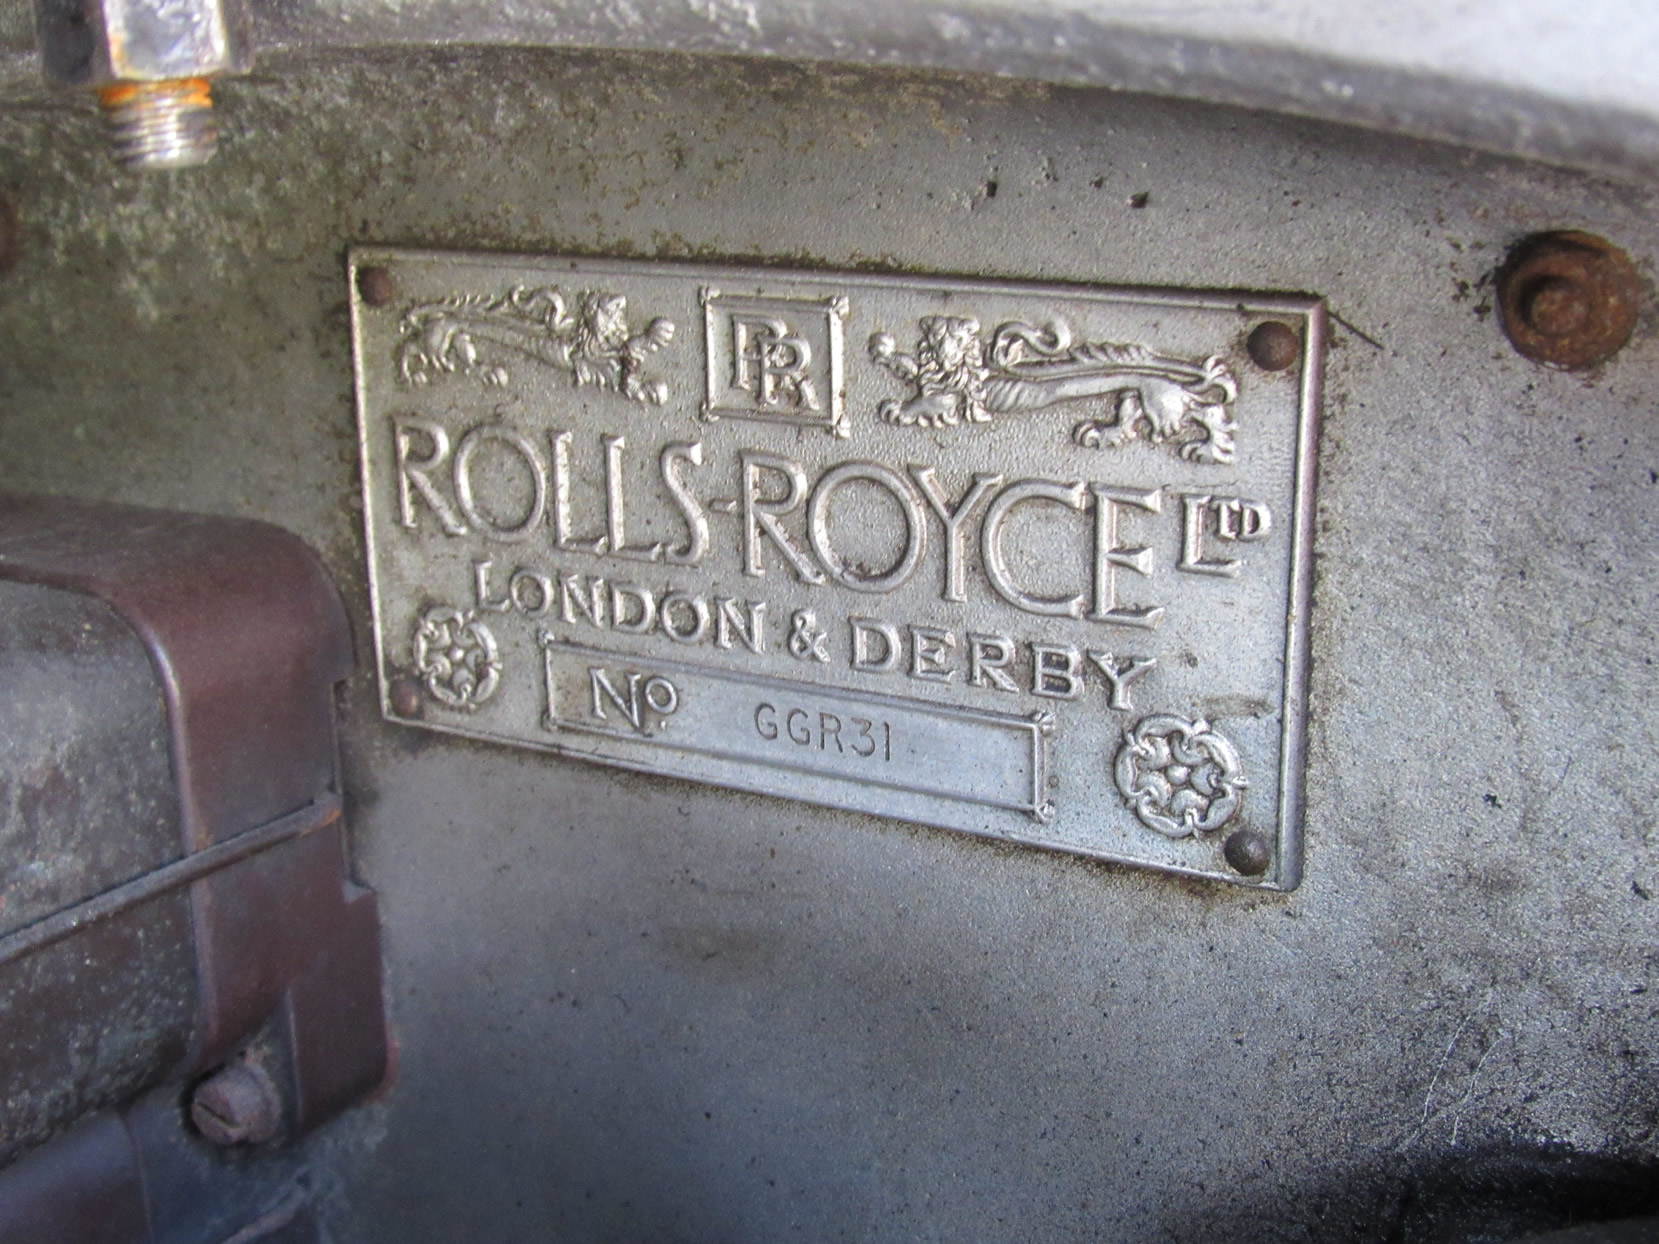 RR
ROLLS-ROYCE LTD
LONDON & DERBY
No GGR31